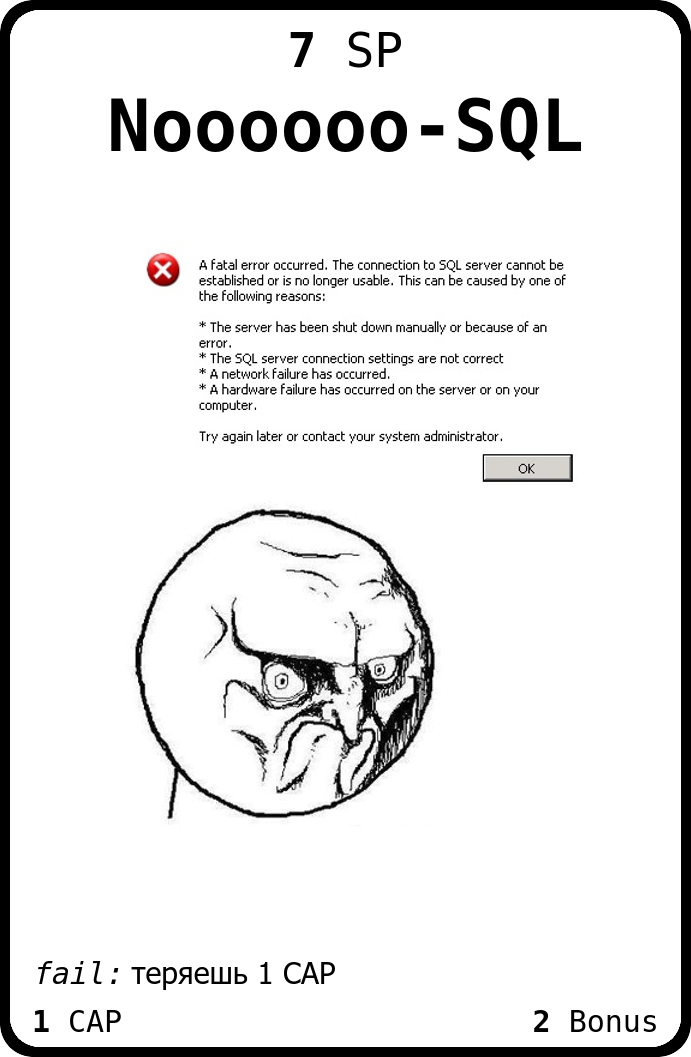 7 SP
Noooooo-SQL
A fatal error occurred. The connection to SQL server cannot be
established or is no longer usable. This can be caused by one of
the following reasons:
* The server has been shut down manually or because of an
error.
* The SQL server connection settings are not correct
* A network failure has occurred.
* A hardware failure has occurred on the server or on your
computer.
Try again later or contact your system administrator.
OK
fail: теряешь 1 CAP
1 CAP
2 Bonus